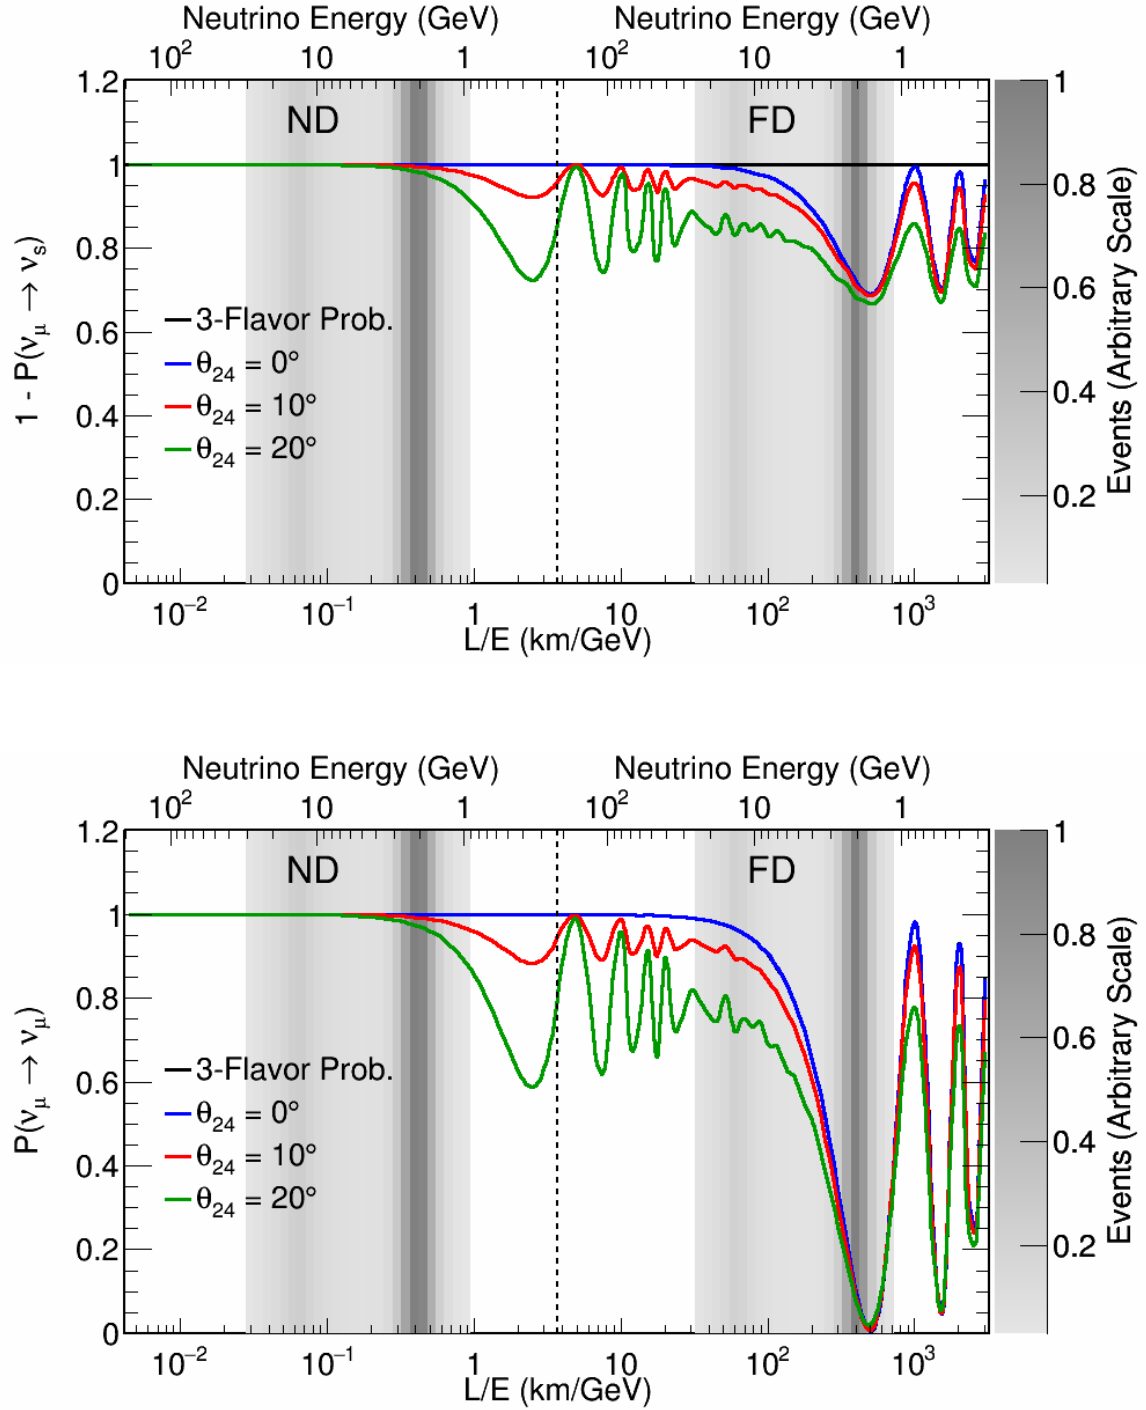 Neutrino Energy (GeV) Neutrino Energy (GeV)
10² 10 1 10² 10 1
1.2
1
0.8
0.6
0.4
0.2
0
1 - P(νμ → νs)
ND
FD
3-Flavor Prob.
θ24 = 0°
θ24 = 10°
θ24 = 20°
10⁻² 10⁻¹ 1 10 10² 10³
L/E (km/GeV)
1
0.8
0.6
0.4
0.2
Events (Arbitrary Scale)
Neutrino Energy (GeV) Neutrino Energy (GeV)
10² 10 1 10² 10 1
1.2
1
0.8
0.6
0.4
0.2
0
P(νμ → νμ)
ND
FD
3-Flavor Prob.
θ24 = 0°
θ24 = 10°
θ24 = 20°
10⁻² 10⁻¹ 1 10 10² 10³
L/E (km/GeV)
1
0.8
0.6
0.4
0.2
Events (Arbitrary Scale)